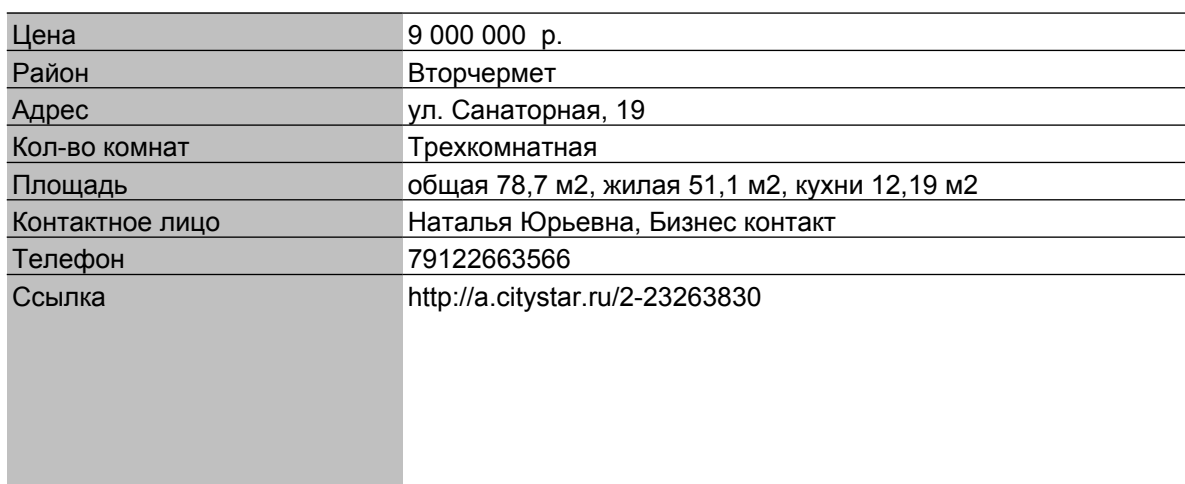 Цена 9 000 000 р.
Район Вторчермет
Адрес ул. Санаторная, 19
Кол-во комнат Трехкомнатная
Площадь общая 78,7 м2, жилая 51,1 м2, кухни 12,19 м2
Контактное лицо Наталья Юрьевна, Бизнес контакт
Телефон 79122663566
Ссылка http://a.citystar.ru/2-23263830